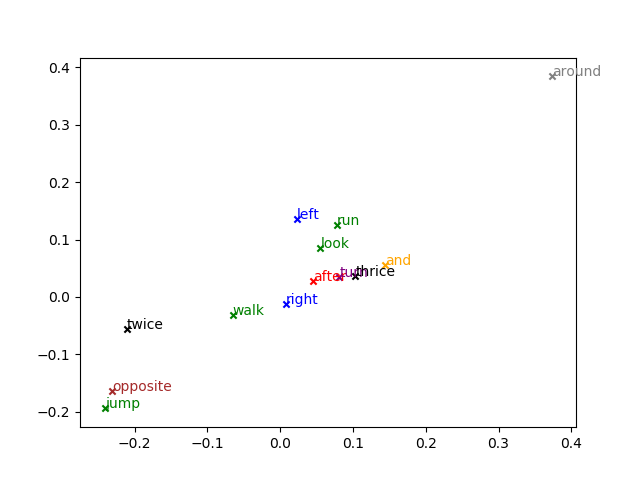 0.4
around
0.3
0.2
left
run
0.1
look
and
after
turn
thrice
0.0
right
walk
twice
−0.1
opposite
jump
−0.2
−0.2
−0.1
0.0
0.1
0.2
0.3
0.4